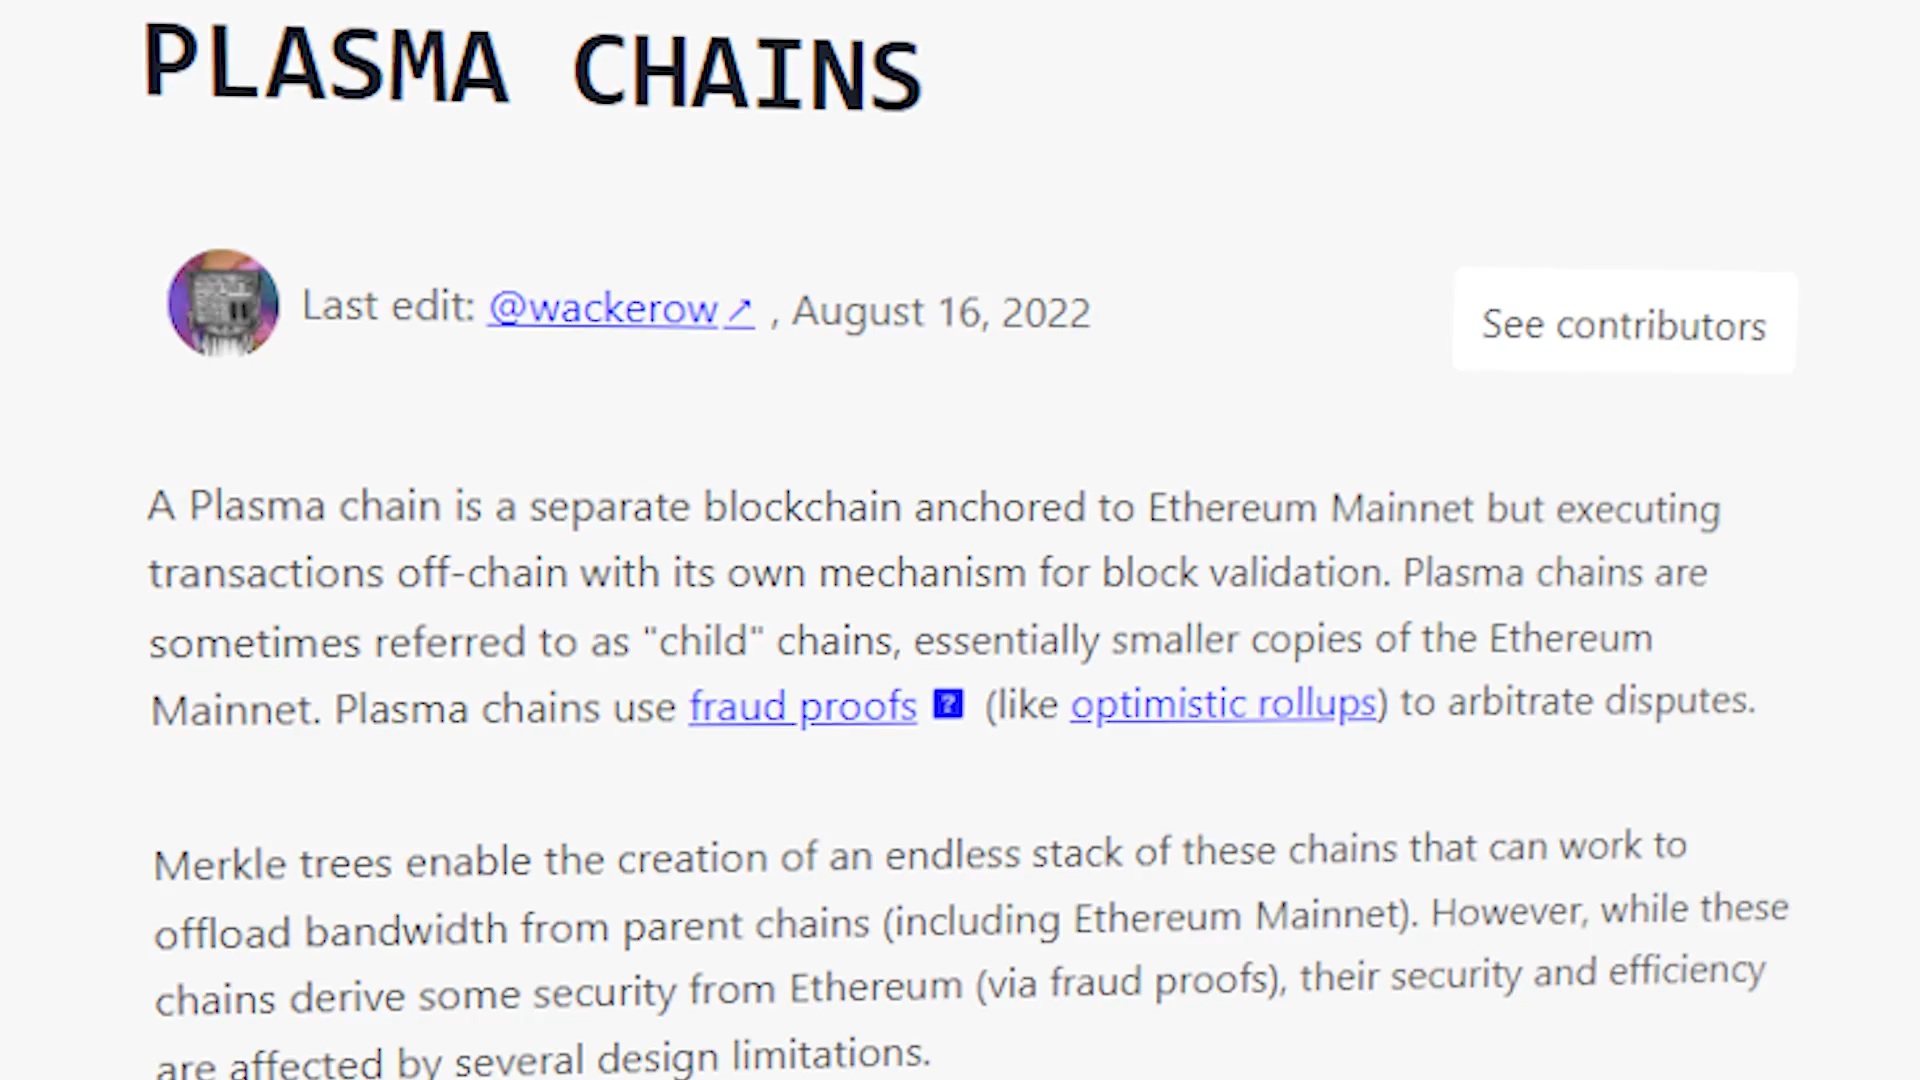 PLASMA CHAINS
Last edit: @wackerow↗ , August 16, 2022
See contributors
A Plasma chain is a separate blockchain anchored to Ethereum Mainnet but executing
transactions off-chain with its own mechanism for block validation. Plasma chains are
sometimes referred to as "child" chains, essentially smaller copies of the Ethereum
Mainnet. Plasma chains use fraud proofs ? (like optimistic rollups) to arbitrate disputes.
Merkle trees enable the creation of an endless stack of these chains that can work to
offload bandwidth from parent chains (including Ethereum Mainnet). However, while these
chains derive some security from Ethereum (via fraud proofs), their security and efficiency
are affected by several design limitations.